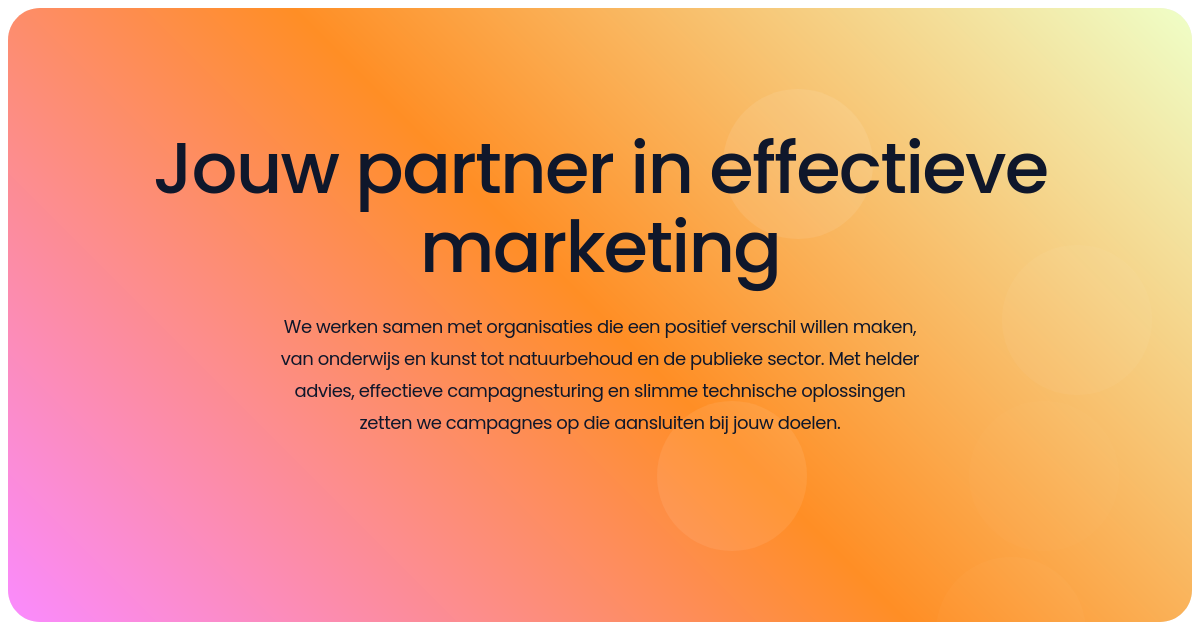 Jouw partner in effectieve
marketing
We werken samen met organisaties die een positief verschil willen maken,
van onderwijs en kunst tot natuurbehoud en de publieke sector. Met helder
advies, effectieve campagnesturing en slimme technische oplossingen
zetten we campagnes op die aansluiten bij jouw doelen.